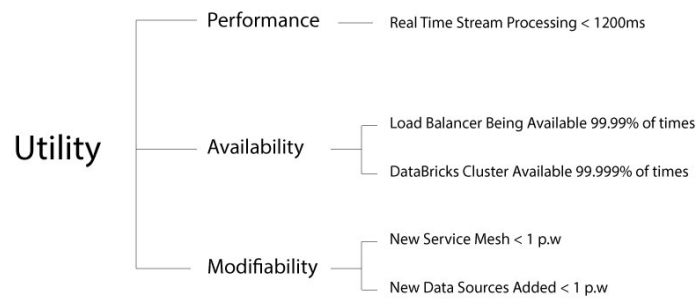 Utility
Performance
Real Time Stream Processing < 1200ms
Availability
Load Balancer Being Available 99.99% of times
DataBricks Cluster Available 99.999% of times
Modifiability
New Service Mesh < 1 p.w
New Data Sources Added < 1 p.w